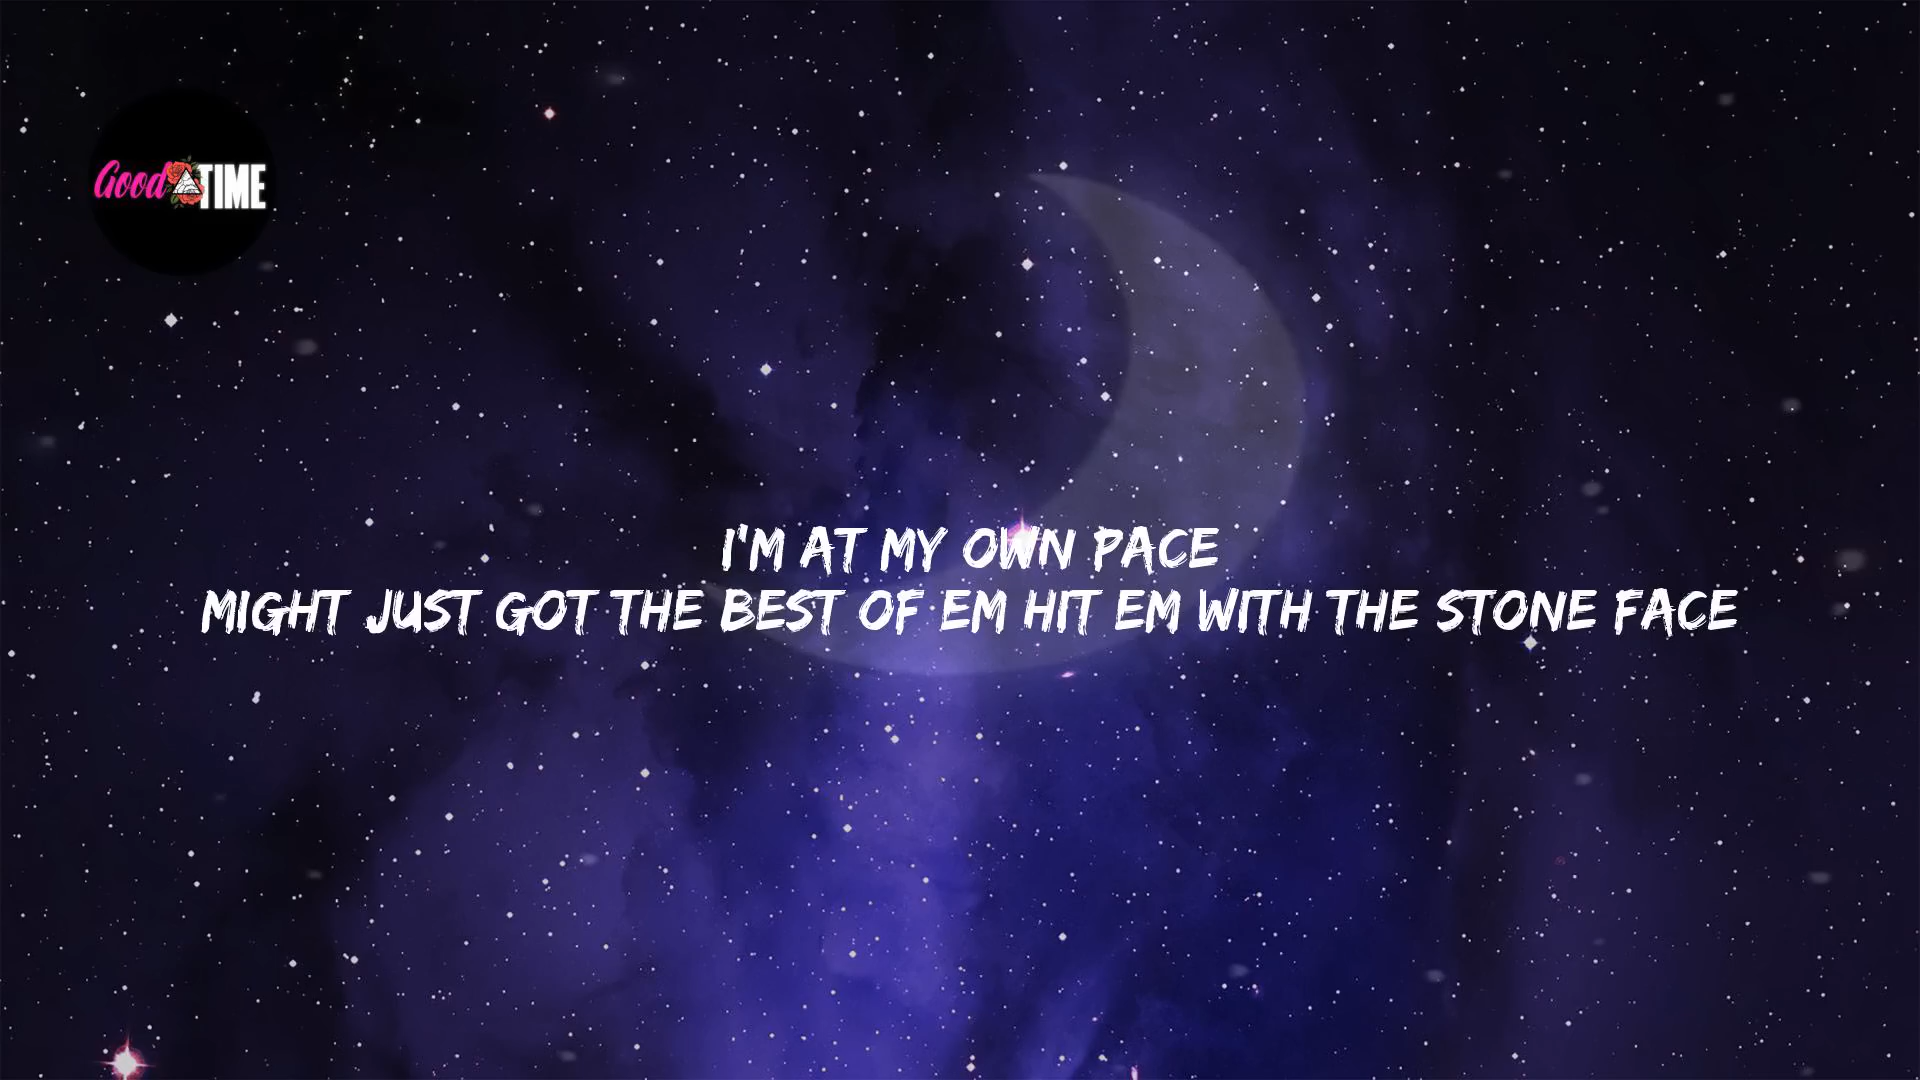 Good TIME
I'M AT MY OWN PACE
MIGHT JUST GOT THE BEST OF EM HIT EM WITH THE STONE FACE